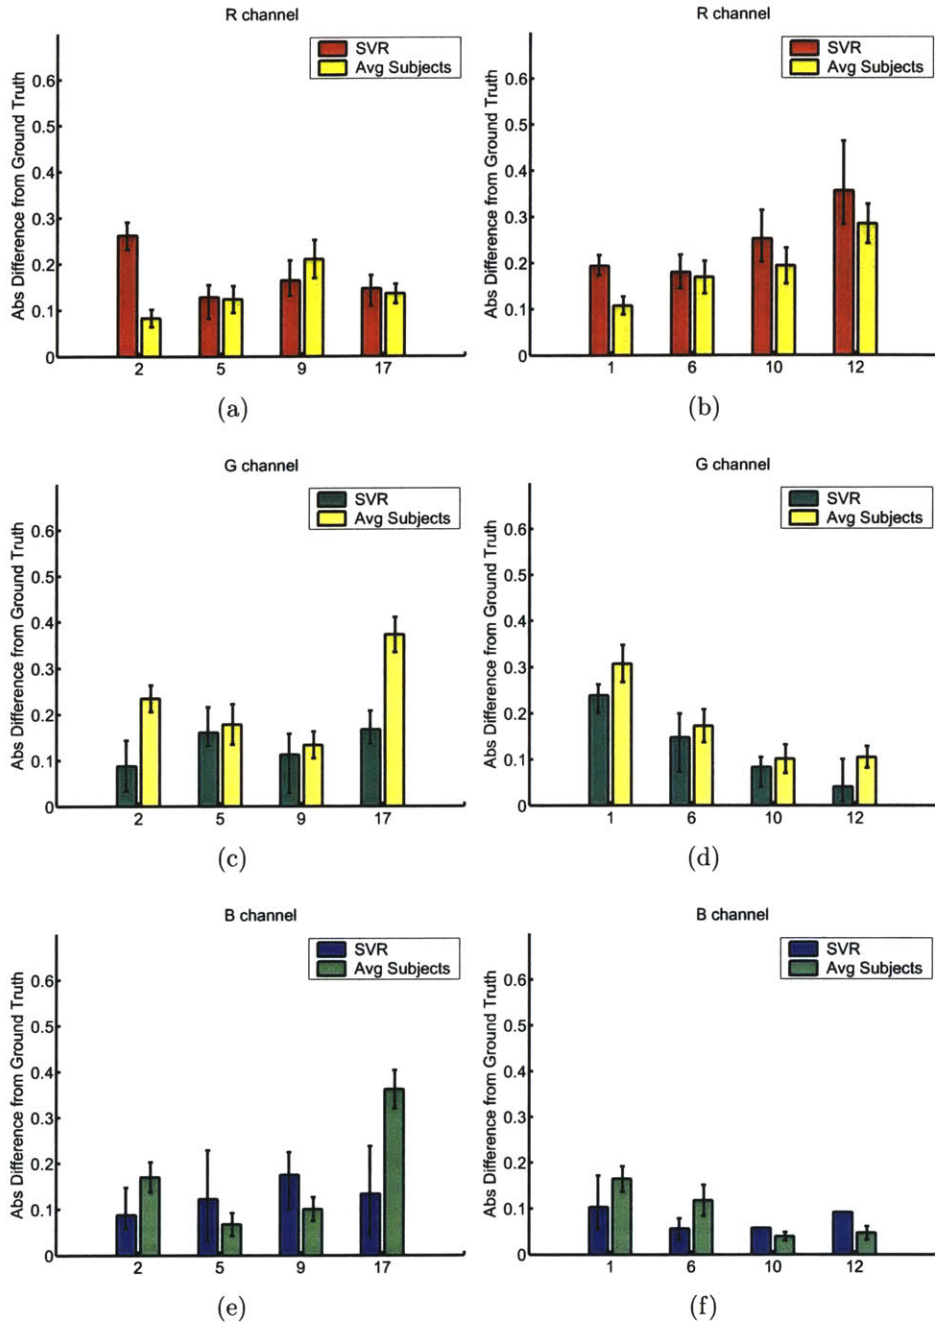 R channel
SVR
Avg Subjects
Abs Difference from Ground Truth
0.6
0.5
0.4
0.3
0.2
0.1
0
2 5 9 17
(a)
R channel
SVR
Avg Subjects
Abs Difference from Ground Truth
0.6
0.5
0.4
0.3
0.2
0.1
0
1 6 10 12
(b)
G channel
SVR
Avg Subjects
Abs Difference from Ground Truth
0.6
0.5
0.4
0.3
0.2
0.1
0
2 5 9 17
(c)
G channel
SVR
Avg Subjects
Abs Difference from Ground Truth
0.6
0.5
0.4
0.3
0.2
0.1
0
1 6 10 12
(d)
B channel
SVR
Avg Subjects
Abs Difference from Ground Truth
0.6
0.5
0.4
0.3
0.2
0.1
0
2 5 9 17
(e)
B channel
SVR
Avg Subjects
Abs Difference from Ground Truth
0.6
0.5
0.4
0.3
0.2
0.1
0
1 6 10 12
(f)